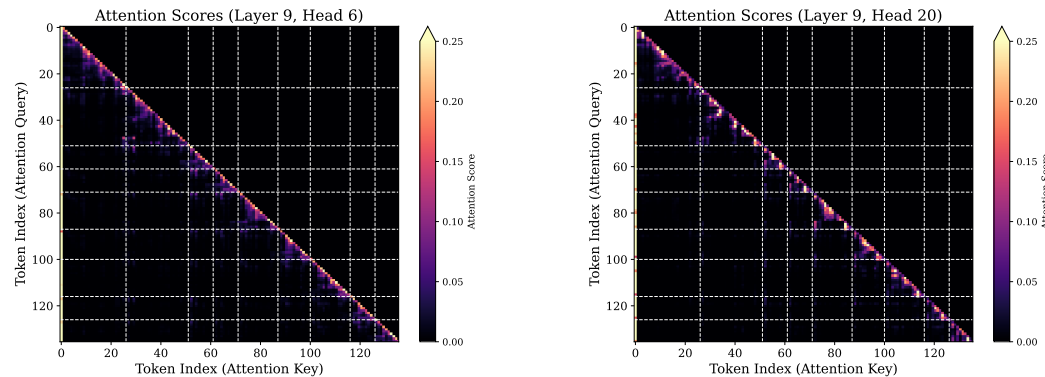 Attention Scores (Layer 9, Head 6)
0
20
40
60
80
100
120
Token Index (Attention Query)
0 20 40 60 80 100 120
Token Index (Attention Key)
0.25
0.20
0.15
0.10
0.05
0.00
Attention Score
Attention Scores (Layer 9, Head 20)
0
20
40
60
80
100
120
Token Index (Attention Query)
0 20 40 60 80 100 120
Token Index (Attention Key)
0.25
0.20
0.15
0.10
0.05
0.00
Attention Score